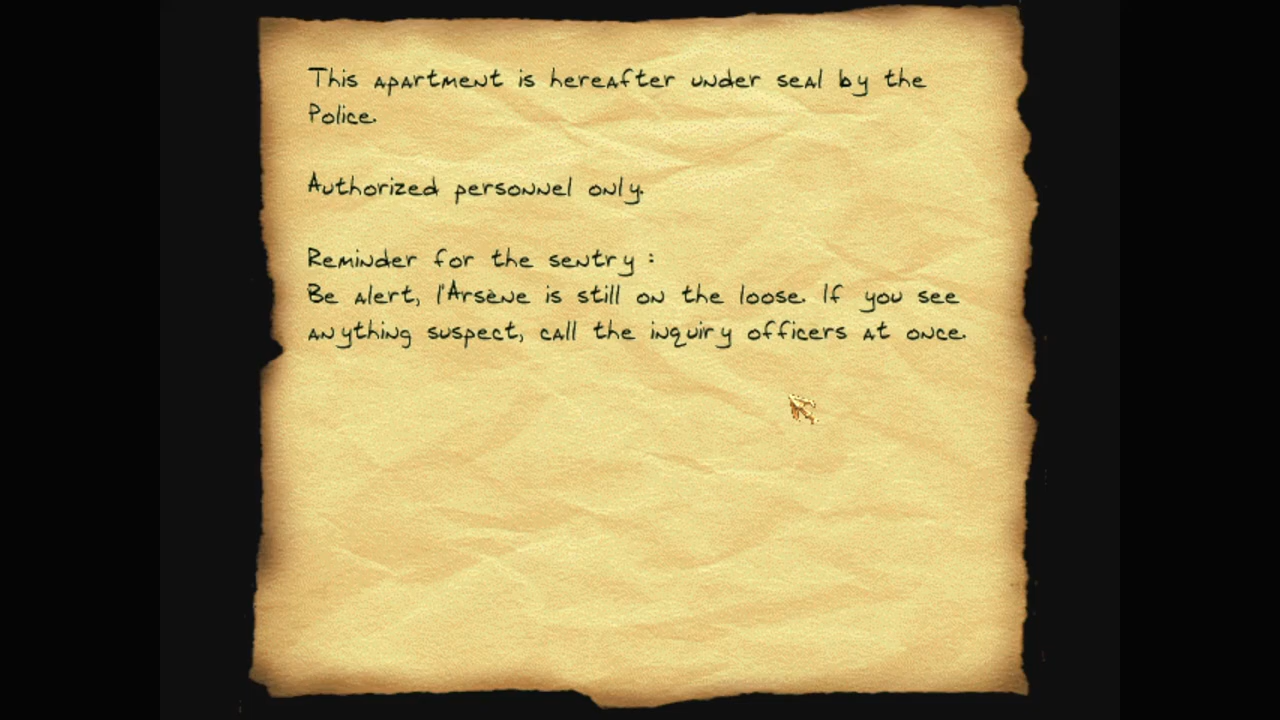 This apartment is hereafter under seal by the
Police.
Authorized personnel only.
Reminder for the sentry :
Be alert, l'Arsène is still on the loose. If you see
anything suspect, call the inquiry officers at once.